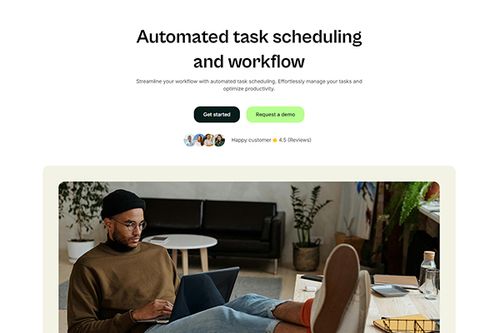 Automated task scheduling
and workflow
Streamline your workflow with automated task scheduling. Effortlessly manage your tasks and
optimize productivity.
Get started
Request a demo
Happy customer 4.5 (Reviews)